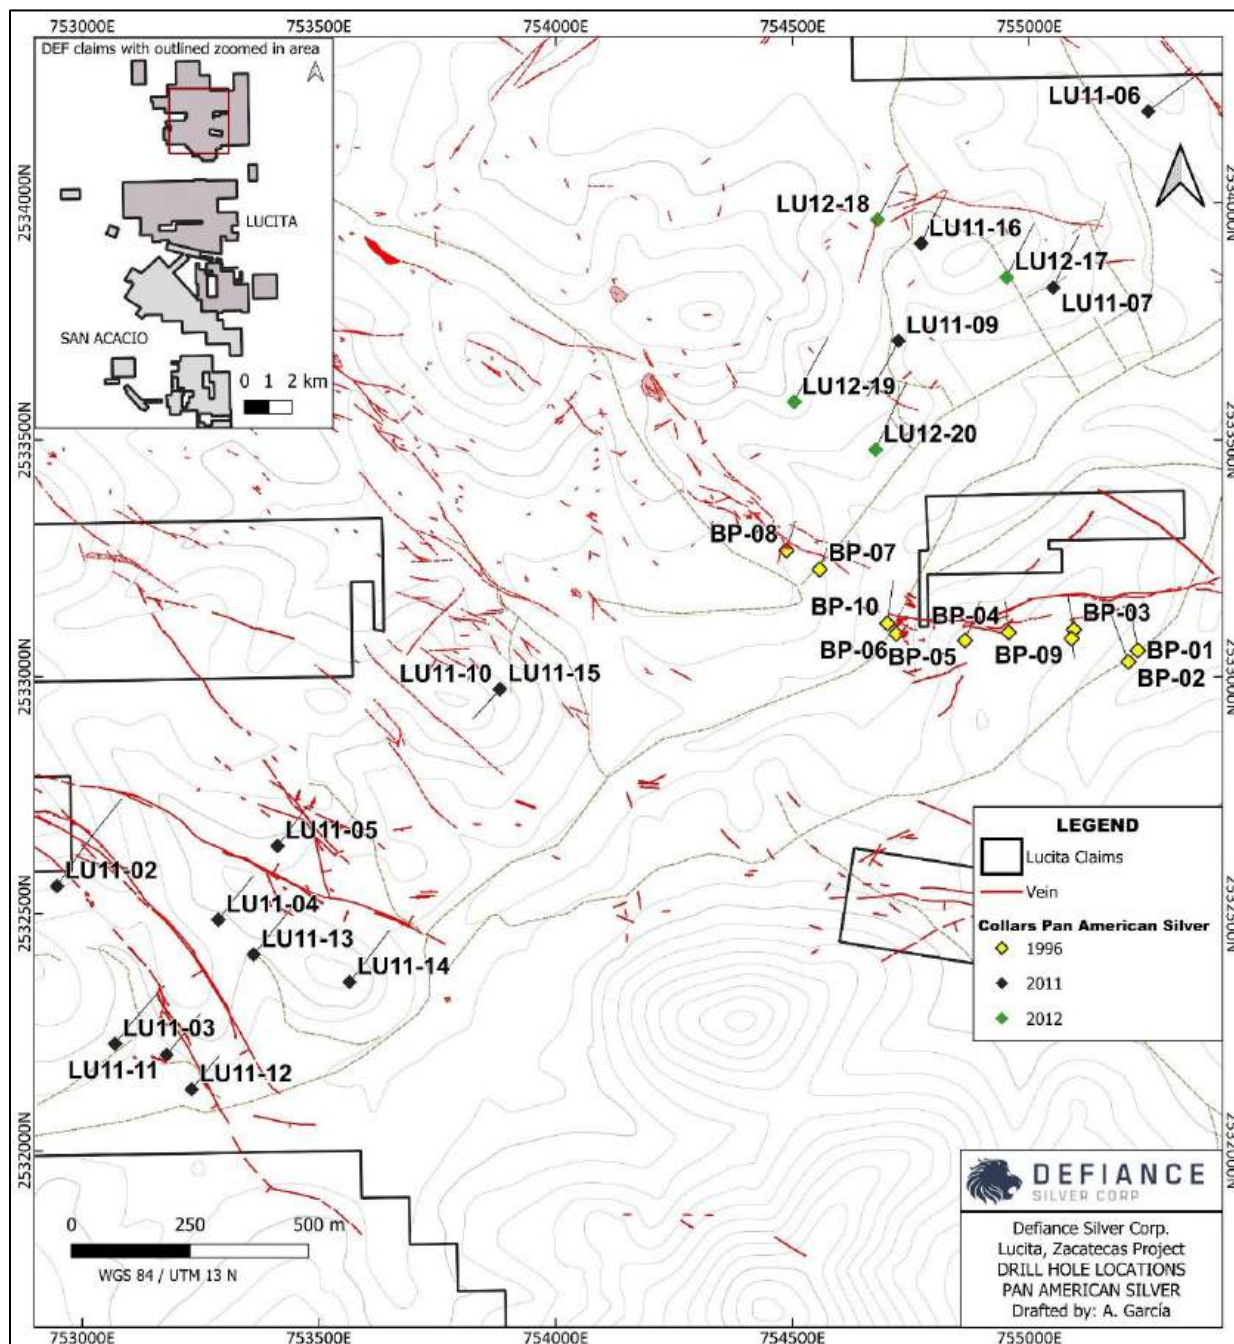 753000E 753500E 754000E 754500E 755000E
DEF claims with outlined zoomed in area
LUCITA
SAN ACACIO
0 1 2 km
2534000N
2534000N
2533500N
2533500N
2533000N
2533000N
2532500N
2532500N
2532000N
2532000N
LU11-06
LU12-18
LU11-16
LU12-17
LU11-07
LU11-09
LU12-19
LU12-20
BP-08
BP-07
BP-10
BP-04
BP-03
BP-06
BP-05
BP-09
BP-01
BP-02
LU11-10
LU11-15
LU11-05
LU11-02
LU11-04
LU11-13
LU11-14
LU11-03
LU11-11
LU11-12
LEGEND
Lucita Claims
Vein
Collars Pan American Silver
1996
2011
2012
0 250 500 m
WGS 84 / UTM 13 N
DEFIANCE
SILVER CORP
Defiance Silver Corp.
Lucita, Zacatecas Project
DRILL HOLE LOCATIONS
PAN AMERICAN SILVER
Drafted by: A. García
753000E 753500E 754000E 754500E 755000E